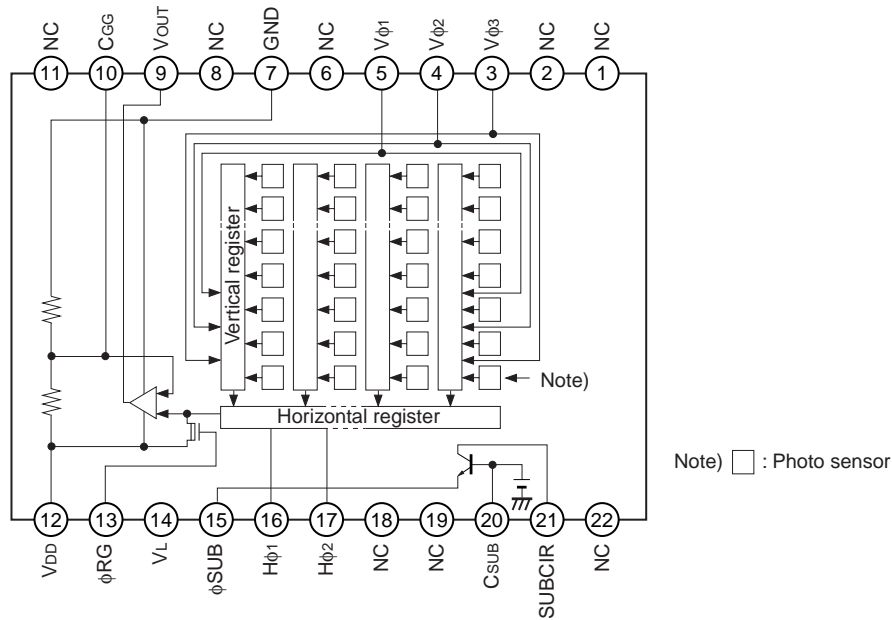 NC
CGG
VOUT
NC
GND
NC
Vφ1
Vφ2
Vφ3
NC
NC
11
10
9
8
7
6
5
4
3
2
1
Vertical register
Note)
Horizontal register
Note) : Photo sensor
12
13
14
15
16
17
18
19
20
21
22
VDD
φRG
VL
φSUB
Hφ1
Hφ2
NC
NC
CSUB
SUBCIR
NC